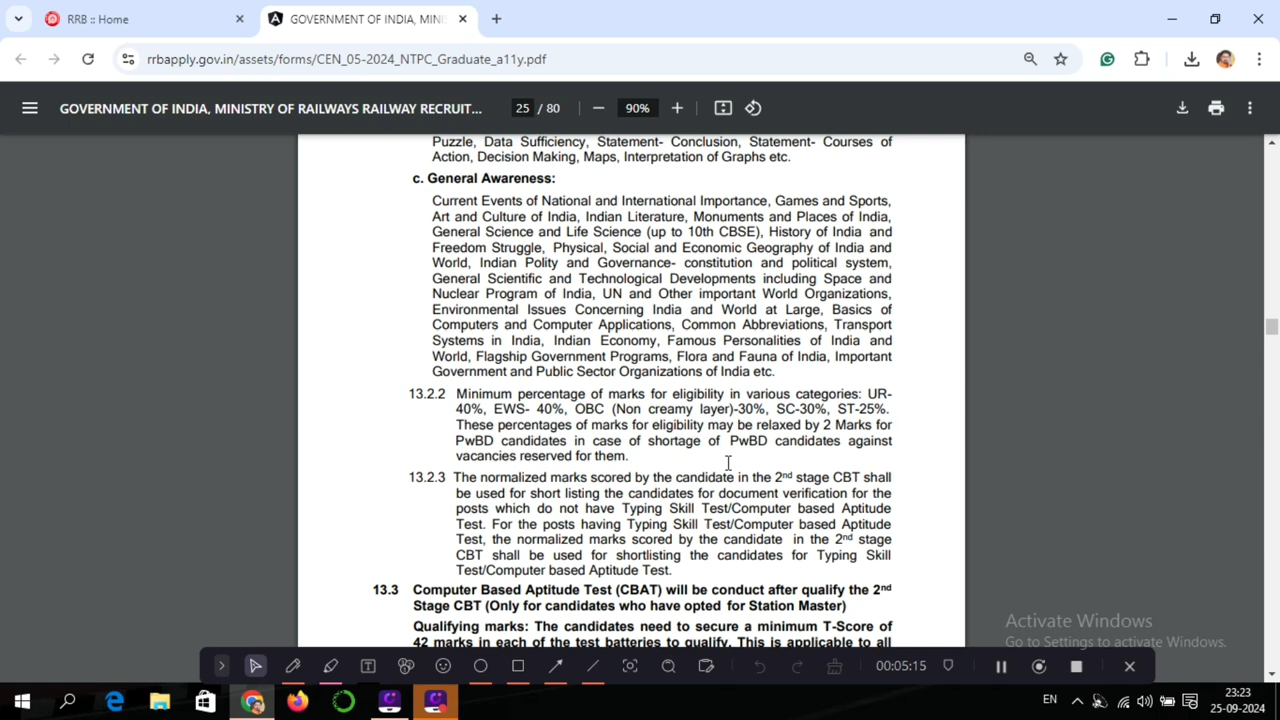 RRB :: Home
GOVERNMENT OF INDIA, MIN
rrbapply.gov.in/assets/forms/CEN_05-2024_NTPC_Graduate_a11y.pdf
GOVERNMENT OF INDIA, MINISTRY OF RAILWAYS RAILWAY RECRUIT...
25 / 80
90%
Puzzle, Data Sufficiency, Statement- Conclusion, Statement- Courses of
Action, Decision Making, Maps, Interpretation of Graphs etc.
c. General Awareness:
Current Events of National and International Importance, Games and Sports,
Art and Culture of India, Indian Literature, Monuments and Places of India,
General Science and Life Science (up to 10th CBSE), History of India and
Freedom Struggle, Physical, Social and Economic Geography of India and
World, Indian Polity and Governance- constitution and political system,
General Scientific and Technological Developments including Space and
Nuclear Program of India, UN and Other important World Organizations,
Environmental Issues Concerning India and World at Large, Basics of
Computers and Computer Applications, Common Abbreviations, Transport
Systems in India, Indian Economy, Famous Personalities of India and
World, Flagship Government Programs, Flora and Fauna of India, Important
Government and Public Sector Organizations of India etc.
13.2.2 Minimum percentage of marks for eligibility in various categories: UR-
40%, EWS- 40%, OBC (Non creamy layer)-30%, SC-30%, ST-25%.
These percentages of marks for eligibility may be relaxed by 2 Marks for
PwBD candidates in case of shortage of PwBD candidates against
vacancies reserved for them.
13.2.3 The normalized marks scored by the candidate in the 2nd stage CBT shall
be used for short listing the candidates for document verification for the
posts which do not have Typing Skill Test/Computer based Aptitude
Test. For the posts having Typing Skill Test/Computer based Aptitude
Test, the normalized marks scored by the candidate in the 2nd stage
CBT shall be used for shortlisting the candidates for Typing Skill
Test/Computer based Aptitude Test.
13.3 Computer Based Aptitude Test (CBAT) will be conduct after qualify the 2nd
Stage CBT (Only for candidates who have opted for Station Master)
Qualifying marks: The candidates need to secure a minimum T-Score of
42 marks in each of the test batteries to qualify. This is applicable to all
Activate Windows
Go to Settings to activate Windows.
00:05:15
EN
23:23
25-09-2024